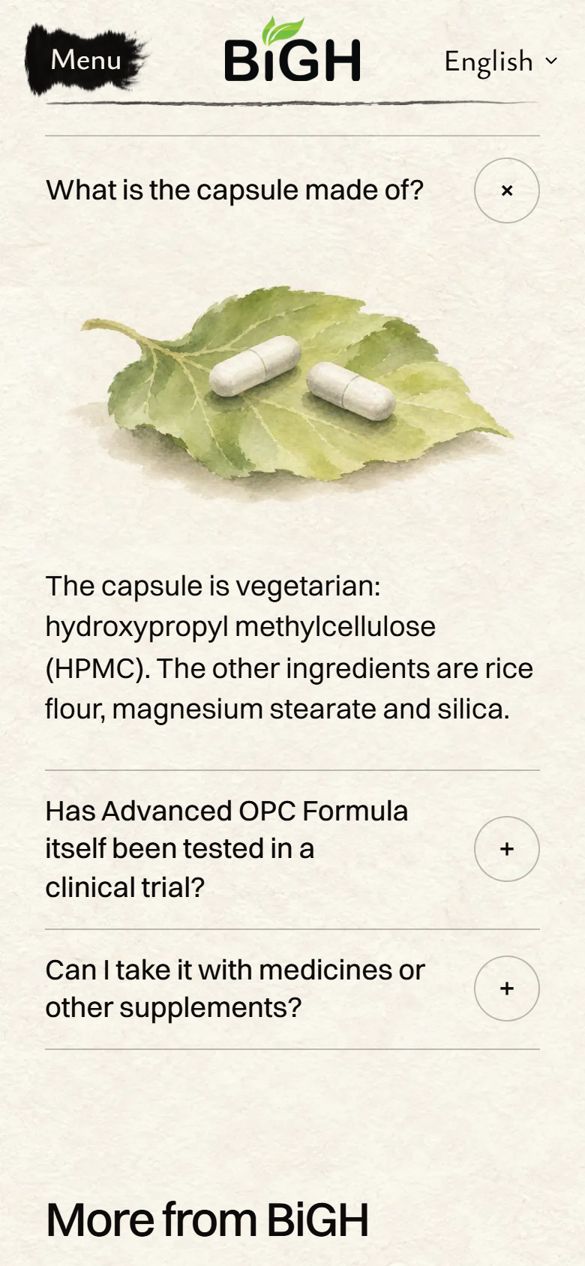 Menu
BiGH
English
What is the capsule made of?
The capsule is vegetarian:
hydroxypropyl methylcellulose
(HPMC). The other ingredients are rice
flour, magnesium stearate and silica.
Has Advanced OPC Formula
itself been tested in a
clinical trial?
Can I take it with medicines or
other supplements?
More from BiGH